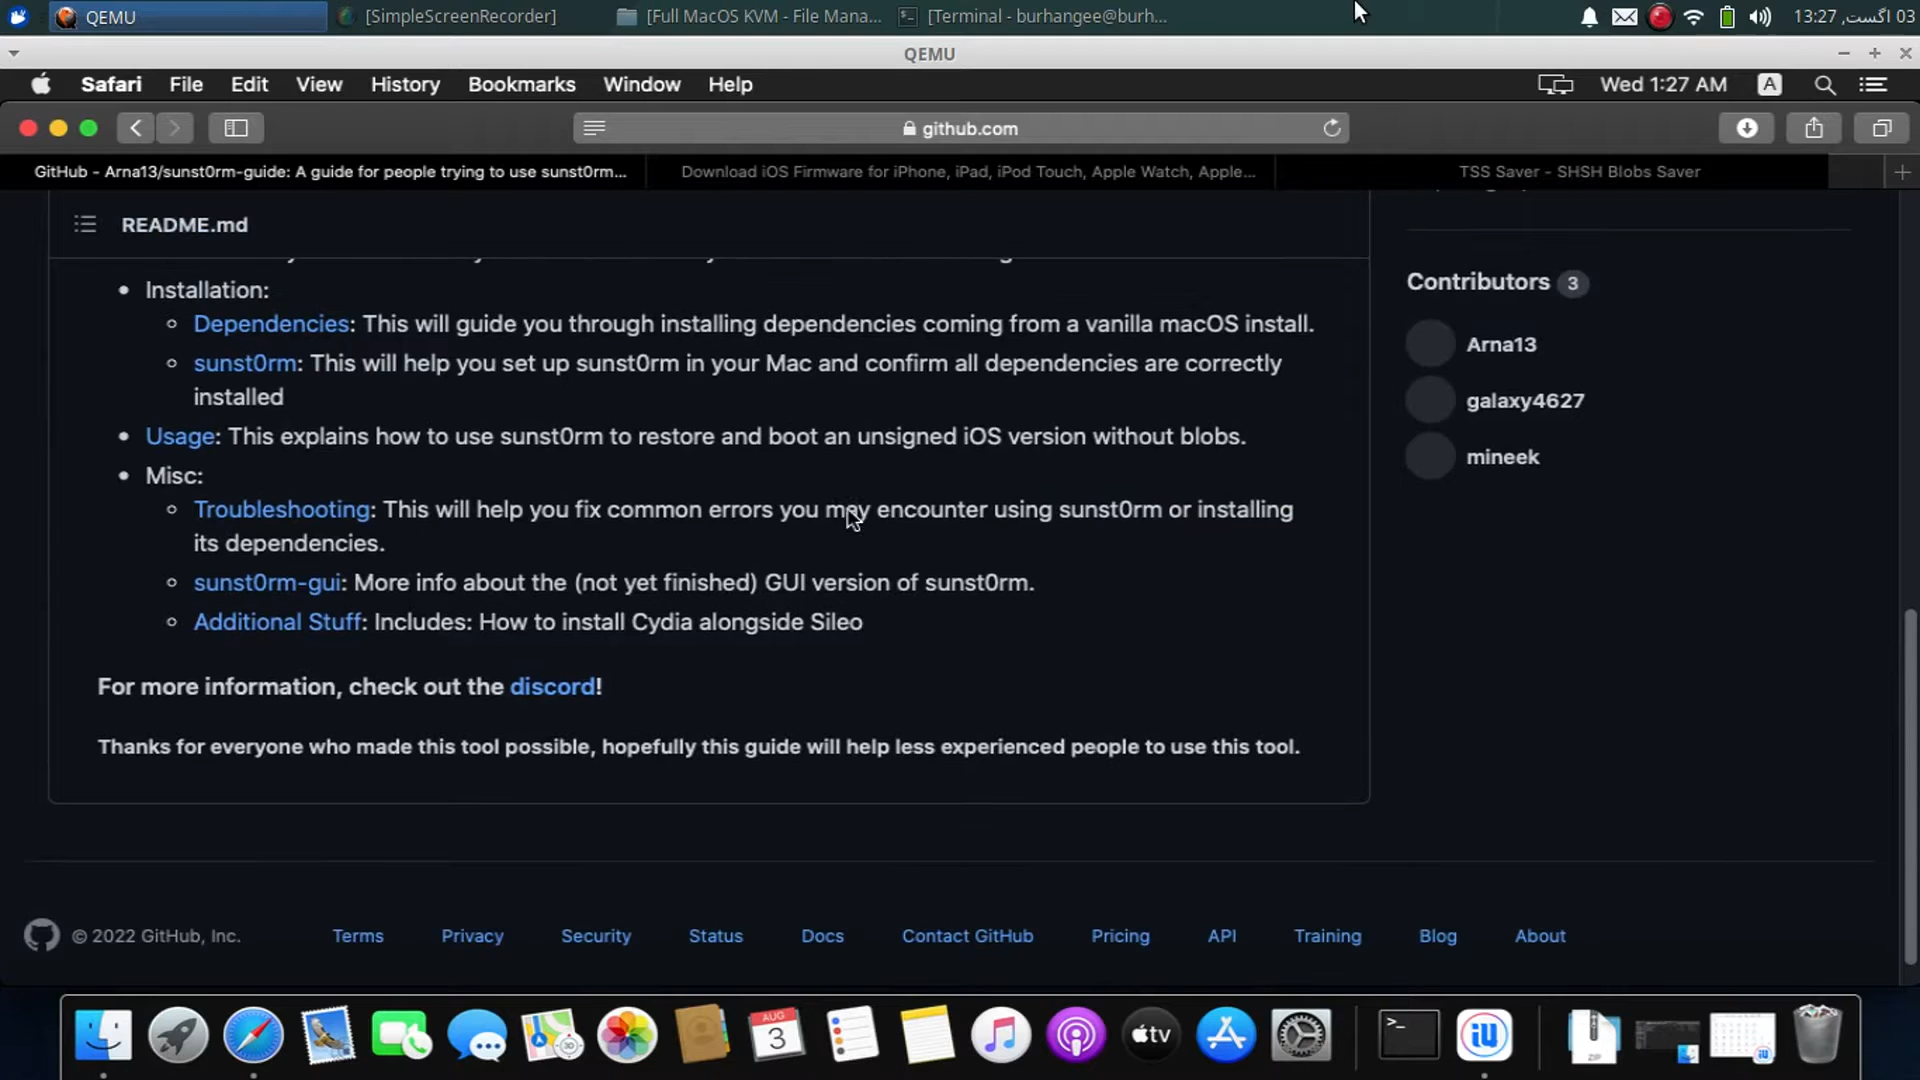 QEMU
[SimpleScreenRecorder]
[Full MacOS KVM - File Mana...
[Terminal - burhangee@burh...
03 اگست, 13:27
QEMU
Safari File Edit View History Bookmarks Window Help
Wed 1:27 AM
A
github.com
GitHub - Arna13/sunst0rm-guide: A guide for people trying to use sunst0rm...
Download iOS Firmware for iPhone, iPad, iPod Touch, Apple Watch, Apple...
TSS Saver - SHSH Blobs Saver
README.md
Installation:
Dependencies: This will guide you through installing dependencies coming from a vanilla macOS install.
sunst0rm: This will help you set up sunst0rm in your Mac and confirm all dependencies are correctly
installed
Usage: This explains how to use sunst0rm to restore and boot an unsigned iOS version without blobs.
Misc:
Troubleshooting: This will help you fix common errors you may encounter using sunst0rm or installing
its dependencies.
sunst0rm-gui: More info about the (not yet finished) GUI version of sunst0rm.
Additional Stuff: Includes: How to install Cydia alongside Sileo
For more information, check out the discord!
Thanks for everyone who made this tool possible, hopefully this guide will help less experienced people to use this tool.
Contributors 3
Arna13
galaxy4627
mineek
© 2022 GitHub, Inc.
Terms Privacy Security Status Docs Contact GitHub Pricing API Training Blog About
AUG
3
tv
ZIP